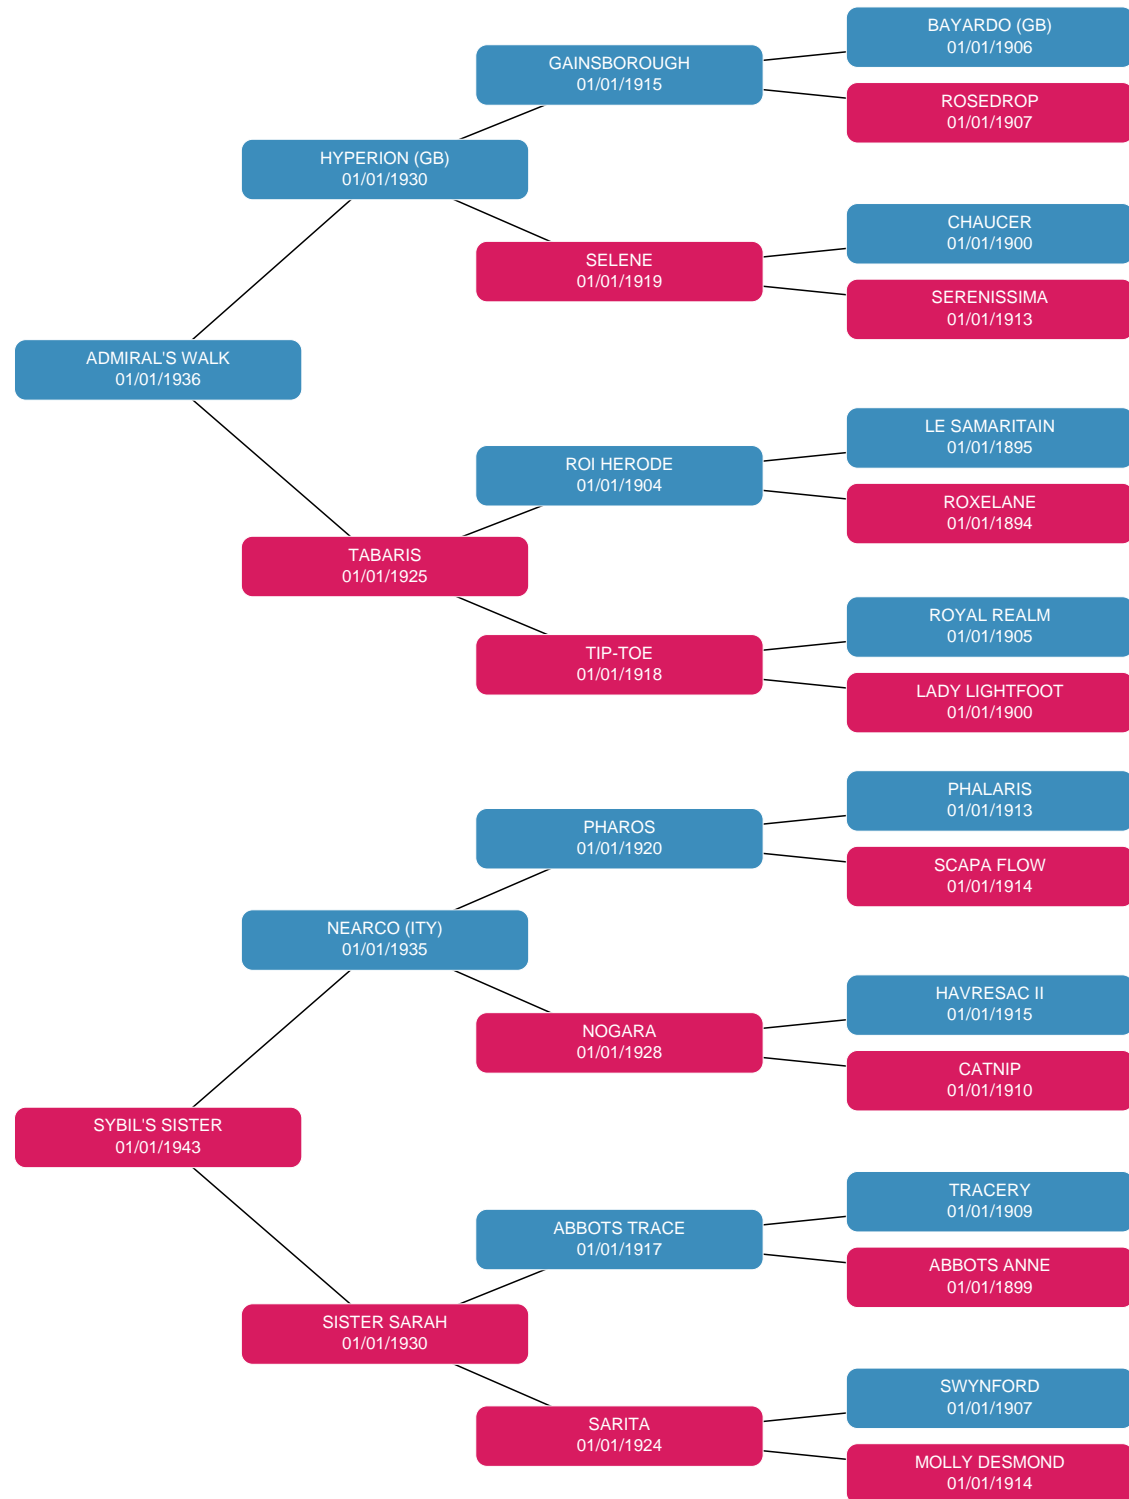 BAYARDO (GB)
01/01/1906
GAINSBOROUGH
01/01/1915
ROSEDROP
01/01/1907
HYPERION (GB)
01/01/1930
CHAUCER
01/01/1900
SELENE
01/01/1919
SERENISSIMA
01/01/1913
ADMIRAL'S WALK
01/01/1936
LE SAMARITAIN
01/01/1895
ROI HERODE
01/01/1904
ROXELANE
01/01/1894
TABARIS
01/01/1925
ROYAL REALM
01/01/1905
TIP-TOE
01/01/1918
LADY LIGHTFOOT
01/01/1900
PHALARIS
01/01/1913
PHAROS
01/01/1920
SCAPA FLOW
01/01/1914
NEARCO (ITY)
01/01/1935
HAVRESAC II
01/01/1915
NOGARA
01/01/1928
CATNIP
01/01/1910
SYBIL'S SISTER
01/01/1943
TRACERY
01/01/1909
ABBOTS TRACE
01/01/1917
ABBOTS ANNE
01/01/1899
SISTER SARAH
01/01/1930
SWYNFORD
01/01/1907
SARITA
01/01/1924
MOLLY DESMOND
01/01/1914